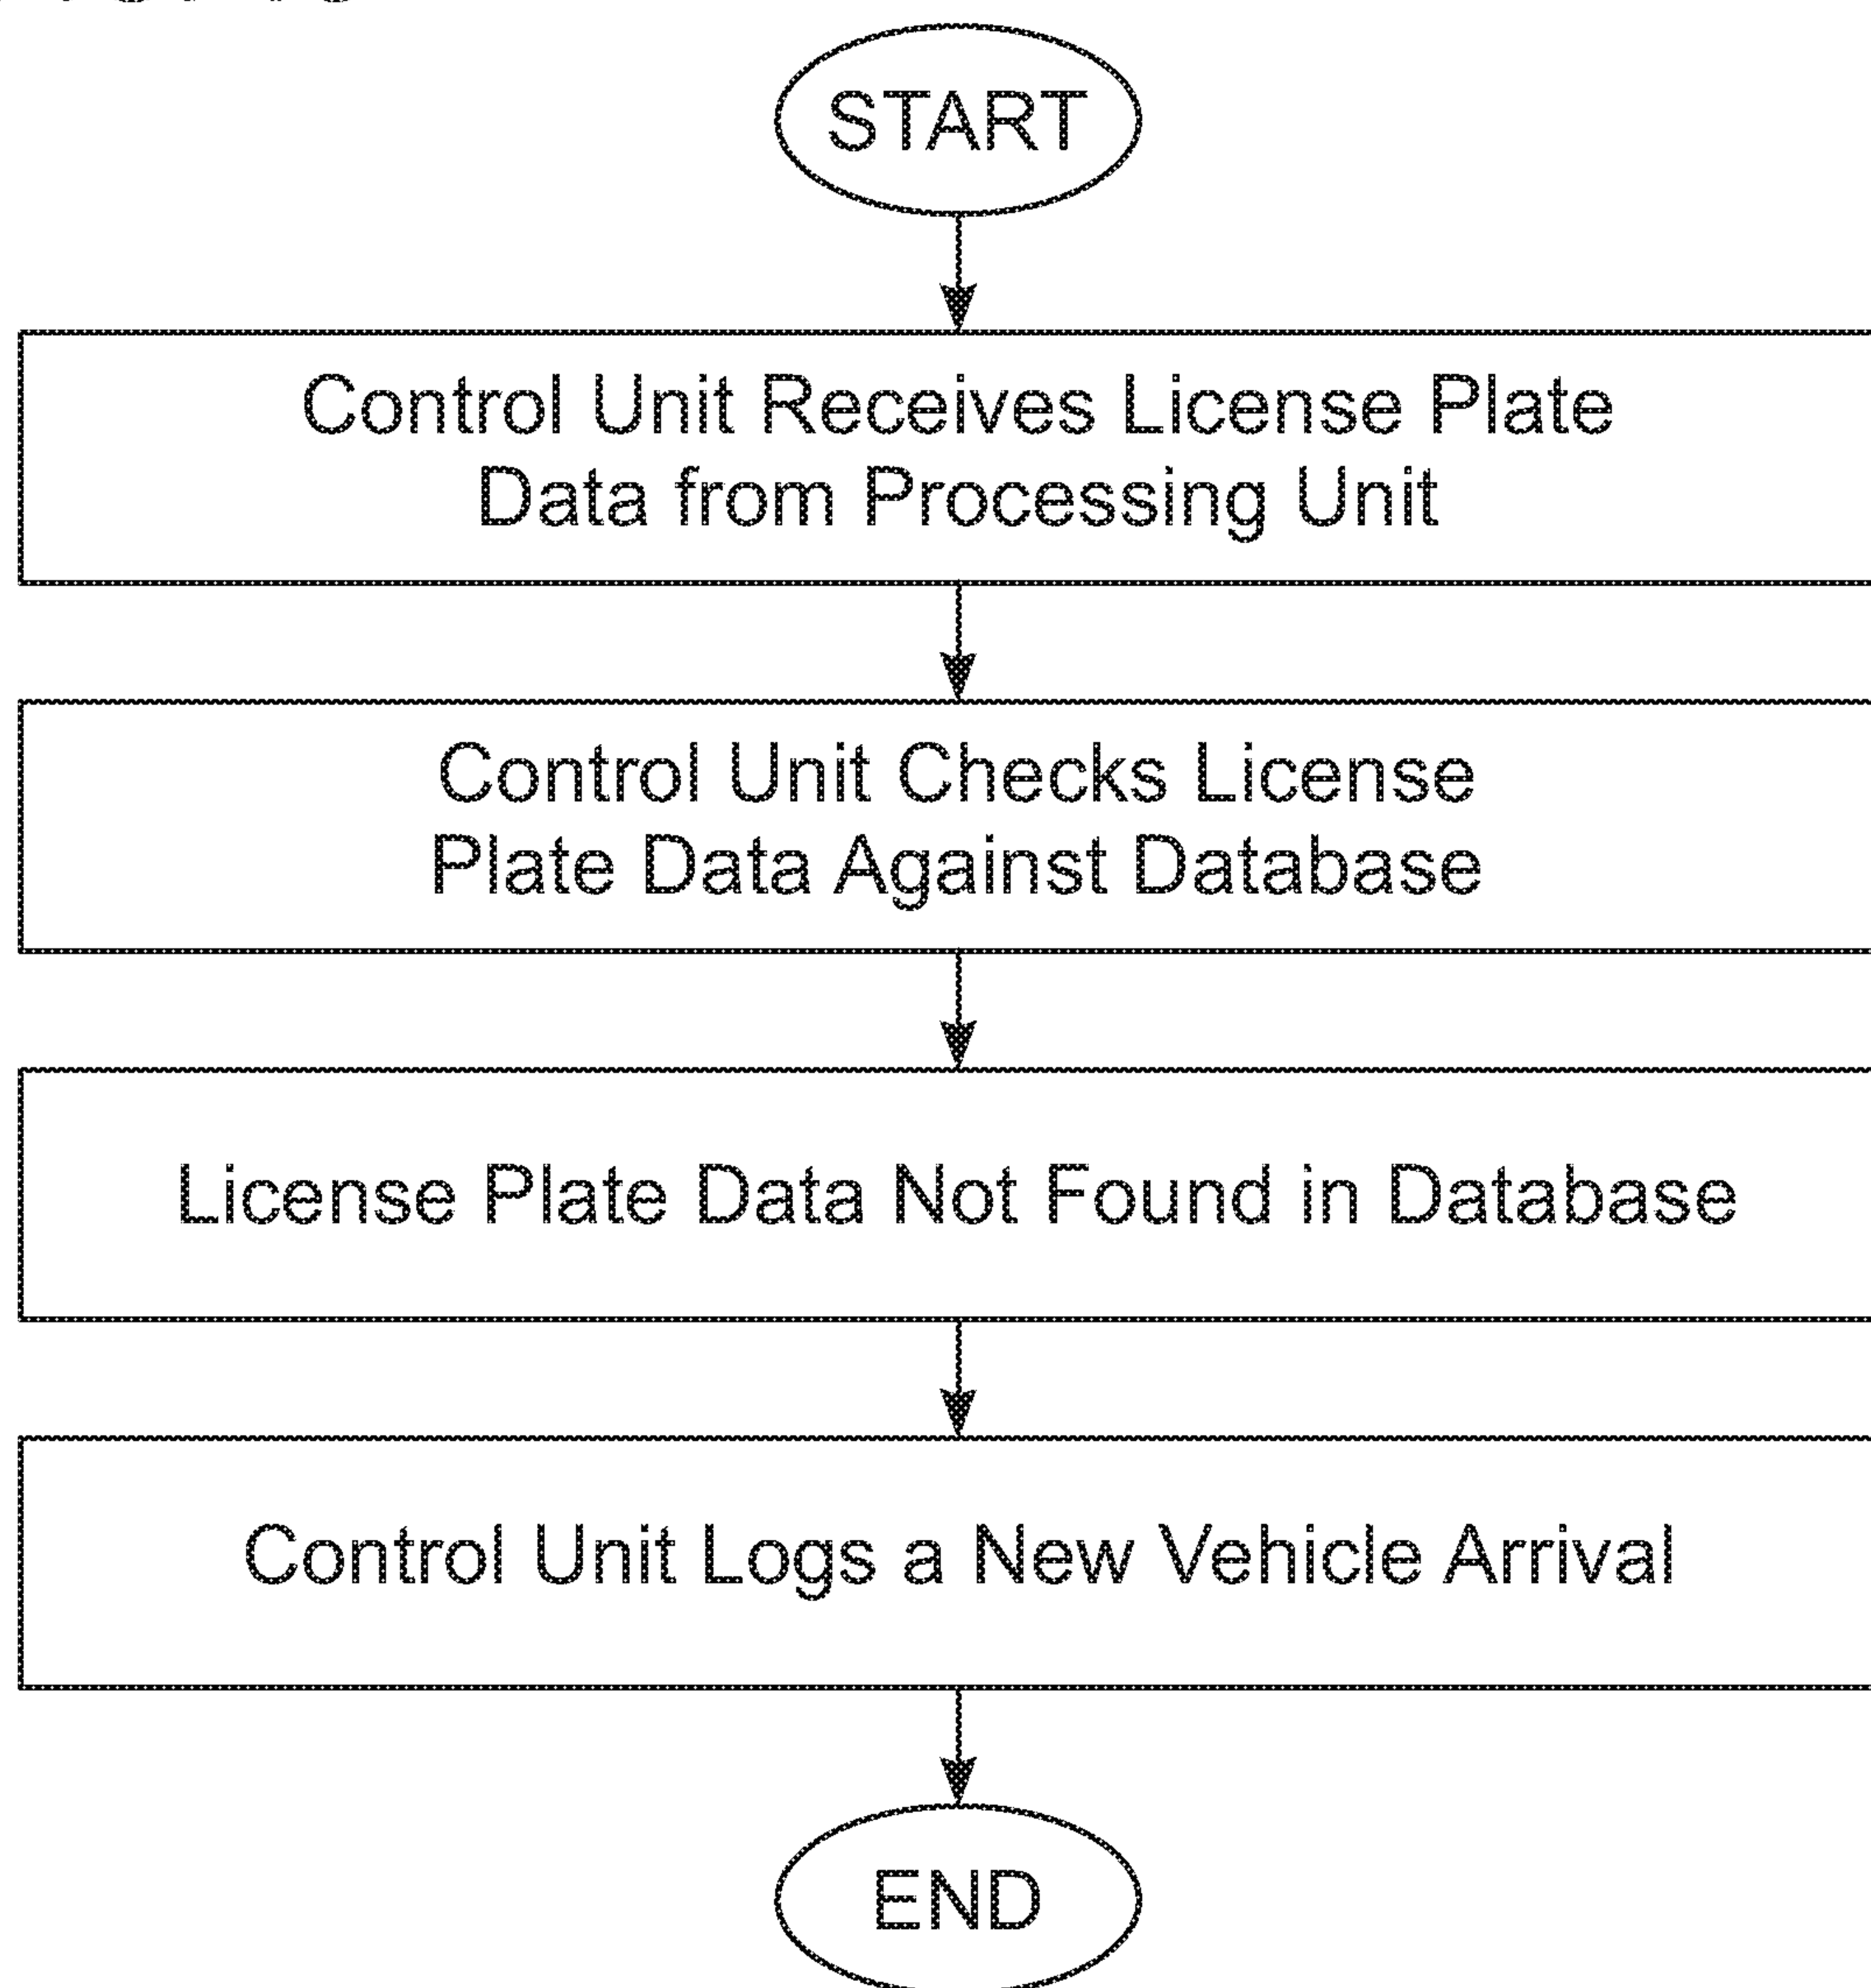 START
Control Unit Receives License Plate
Data from Processing Unit
Control Unit Checks License
Plate Data Against Database
License Plate Data Not Found in Database
Control Unit Logs a New Vehicle Arrival
END